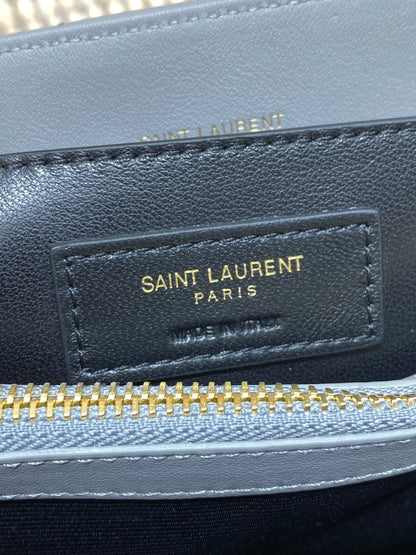 SAINT LAURENT
SAINT LAURENT
PARIS
MADE IN ITALY